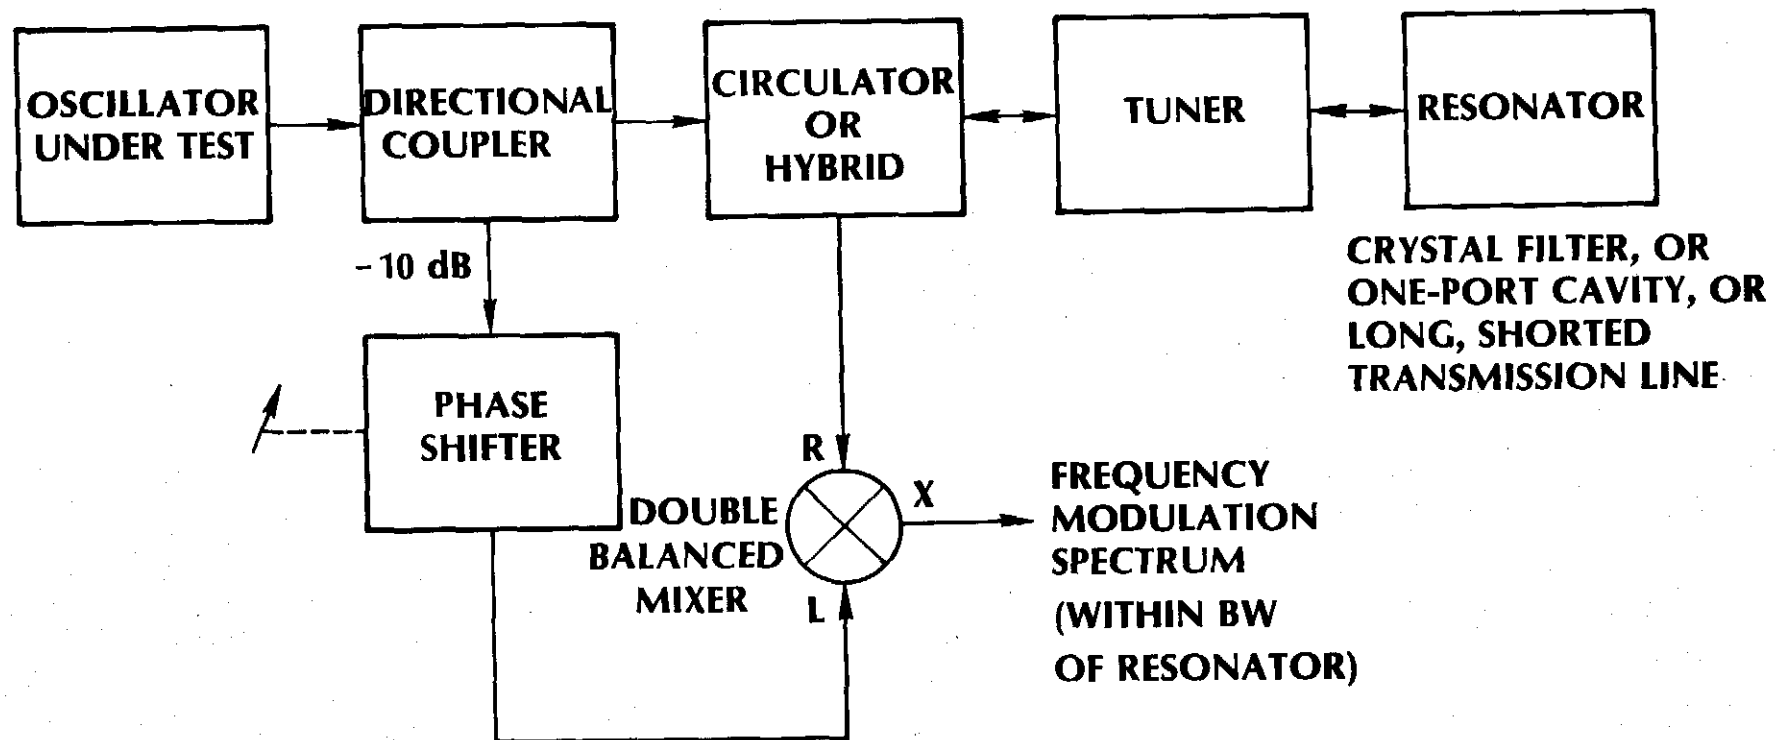 OSCILLATOR
UNDER TEST
DIRECTIONAL
COUPLER
CIRCULATOR
OR
HYBRID
TUNER
RESONATOR
CRYSTAL FILTER, OR
ONE-PORT CAVITY, OR
LONG, SHORTED
TRANSMISSION LINE
-10 dB
PHASE
SHIFTER
DOUBLE
BALANCED
MIXER
R
X
L
FREQUENCY
MODULATION
SPECTRUM
(WITHIN BW
OF RESONATOR)